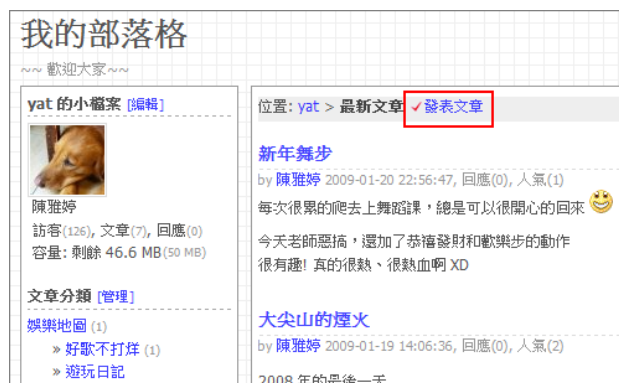 我的部落格
~~ 歡迎大家~~
yat 的小檔案 [編輯]
陳雅婷
訪客(126), 文章(7), 回應(0)
容量: 剩餘 46.6 MB(50 MB)
文章分類 [管理]
娛樂地圖 (1)
» 好歌不打烊 (1)
» 遊玩日記
位置: yat > 最新文章 ✓發表文章
新年舞步
by 陳雅婷 2009-01-20 22:56:47, 回應(0), 人氣(1)
每次很累的爬去上舞蹈課，總是可以很開心的回來
今天老師惡搞，還加了恭禧發財和歡樂步的動作
很有趣! 真的很熱、很熱血啊 XD
大尖山的煙火
by 陳雅婷 2009-01-19 14:06:36, 回應(0), 人氣(2)
2008 年的最後一天